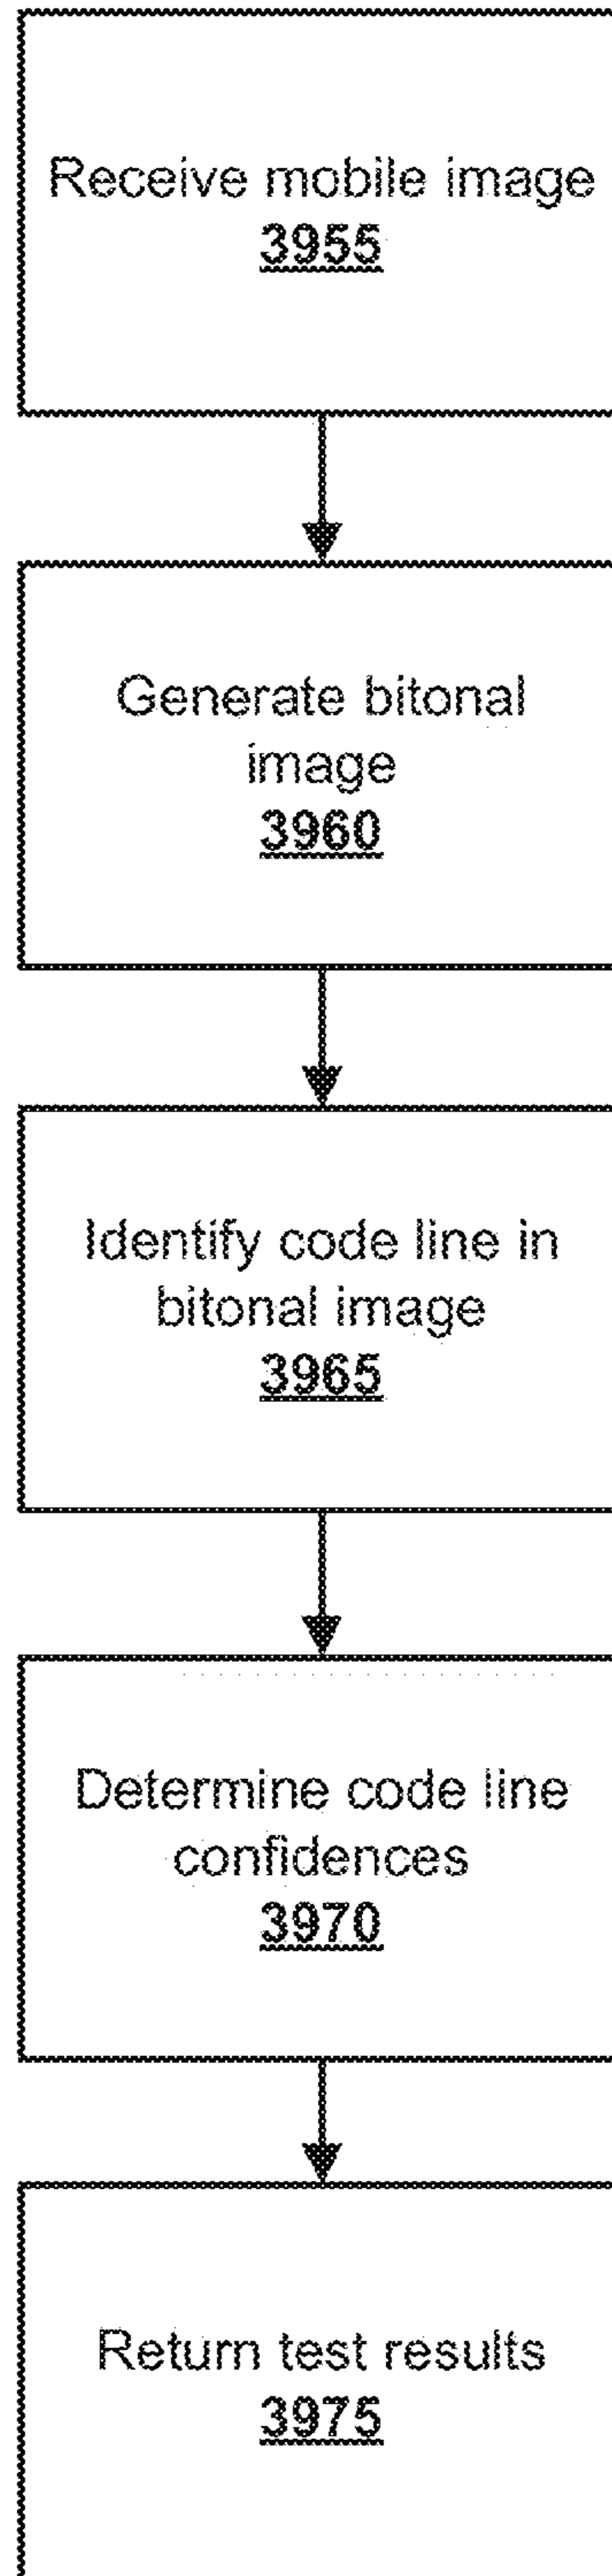 Receive mobile image
3955
Generate bitonal
image
3960
Identify code line in
bitonal image
3965
Determine code line
confidences
3970
Return test results
3975